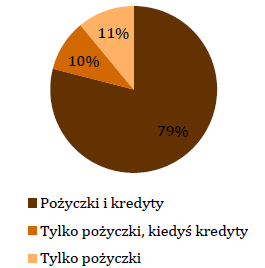 11%
10%
79%
Pożyczki i kredyty
Tylko pożyczki, kiedyś kredyty
Tylko pożyczki